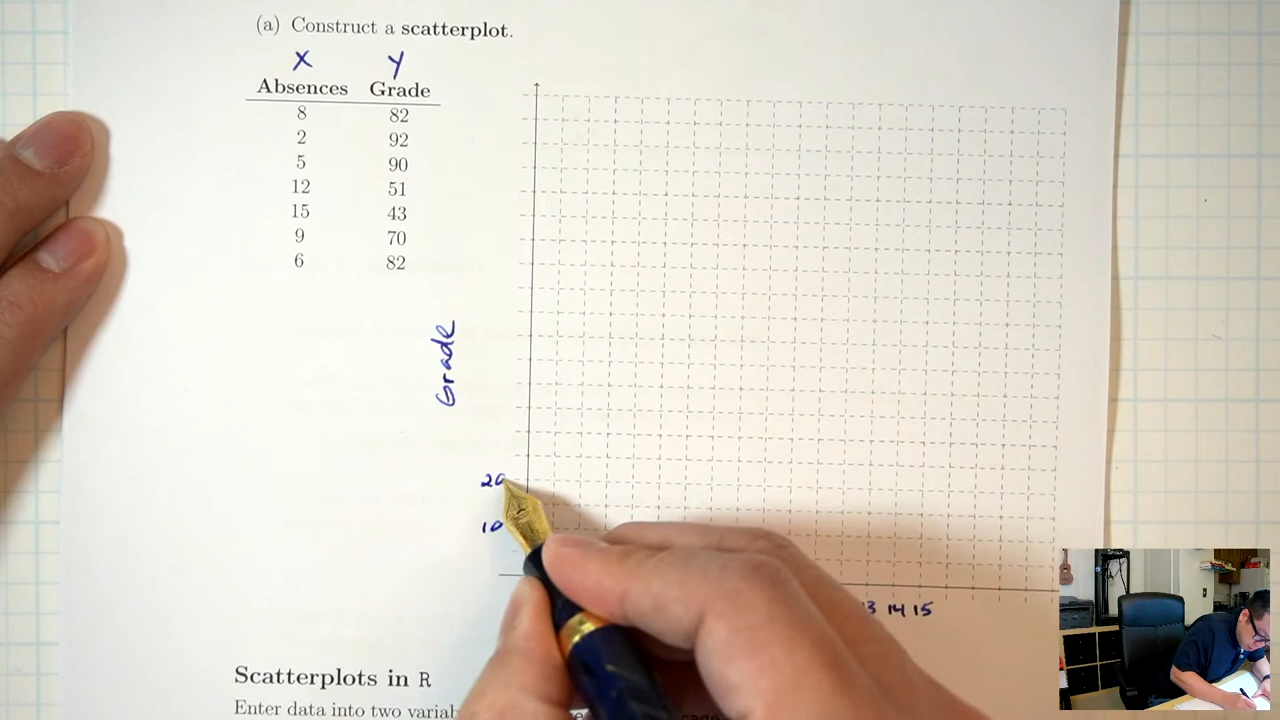 (a) Construct a scatterplot.
X Y
Absences Grade
8 82
2 92
5 90
12 51
15 43
9 70
6 82
Grade
20
10
14 15
Scatterplots in R
Enter data into two